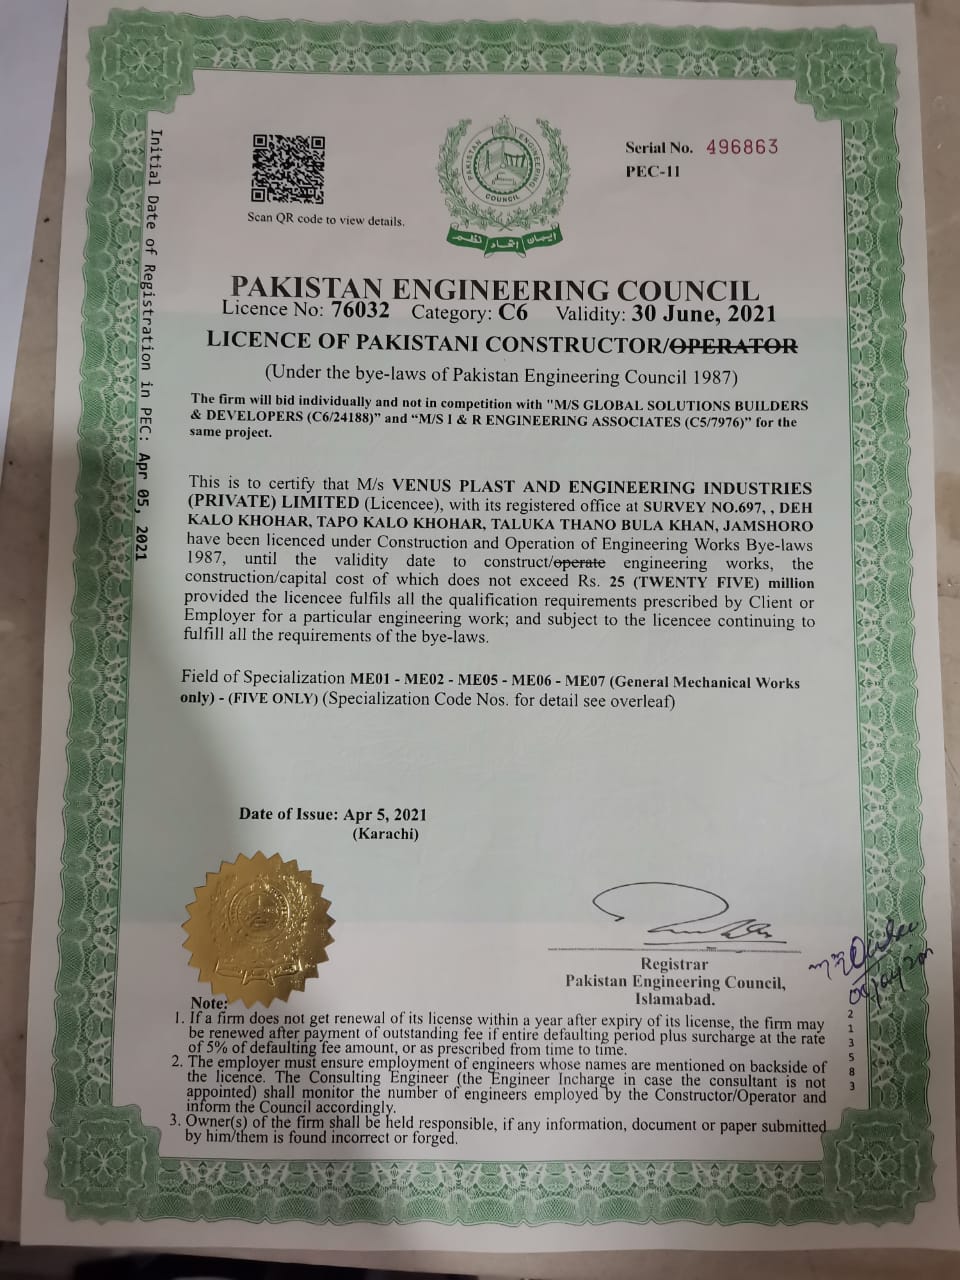 Serial No. 496863
PEC-11
Scan QR code to view details.
PAKISTAN ENGINEERING COUNCIL
ایمان اتحاد نظم
PAKISTAN ENGINEERING COUNCIL
Licence No: 76032 Category: C6 Validity: 30 June, 2021
LICENCE OF PAKISTANI CONSTRUCTOR/OPERATOR
(Under the bye-laws of Pakistan Engineering Council 1987)
The firm will bid individually and not in competition with "M/S GLOBAL SOLUTIONS BUILDERS
& DEVELOPERS (C6/24188)” and “M/S I & R ENGINEERING ASSOCIATES (C5/7976)” for the
same project.
This is to certify that M/s VENUS PLAST AND ENGINEERING INDUSTRIES
(PRIVATE) LIMITED (Licencee), with its registered office at SURVEY NO.697, , DEH
KALO KHOHAR, TAPO KALO KHOHAR, TALUKA THANO BULA KHAN, JAMSHORO
have been licenced under Construction and Operation of Engineering Works Bye-laws
1987, until the validity date to construct/operate engineering works, the
construction/capital cost of which does not exceed Rs. 25 (TWENTY FIVE) million
provided the licencee fulfils all the qualification requirements prescribed by Client or
Employer for a particular engineering work; and subject to the licencee continuing to
fulfill all the requirements of the bye-laws.
Field of Specialization ME01 - ME02 - ME05 - ME06 - ME07 (General Mechanical Works
only) - (FIVE ONLY) (Specialization Code Nos. for detail see overleaf)
Date of Issue: Apr 5, 2021
(Karachi)
Registrar
Pakistan Engineering Council,
Islamabad.
Note:
1. If a firm does not get renewal of its license within a year after expiry of its license, the firm may
be renewed after payment of outstanding fee if entire defaulting period plus surcharge at the rate
of 5% of defaulting fee amount, or as prescribed from time to time.
2. The employer must ensure employment of engineers whose names are mentioned on backside of
the licence. The Consulting Engineer (the Engineer Incharge in case the consultant is not
appointed) shall monitor the number of engineers employed by the Constructor/Operator and
inform the Council accordingly.
3. Owner(s) of the firm shall be held responsible, if any information, document or paper submitted
by him/them is found incorrect or forged.
Initial Date of Registration in PEC: Apr 05, 2021
213583